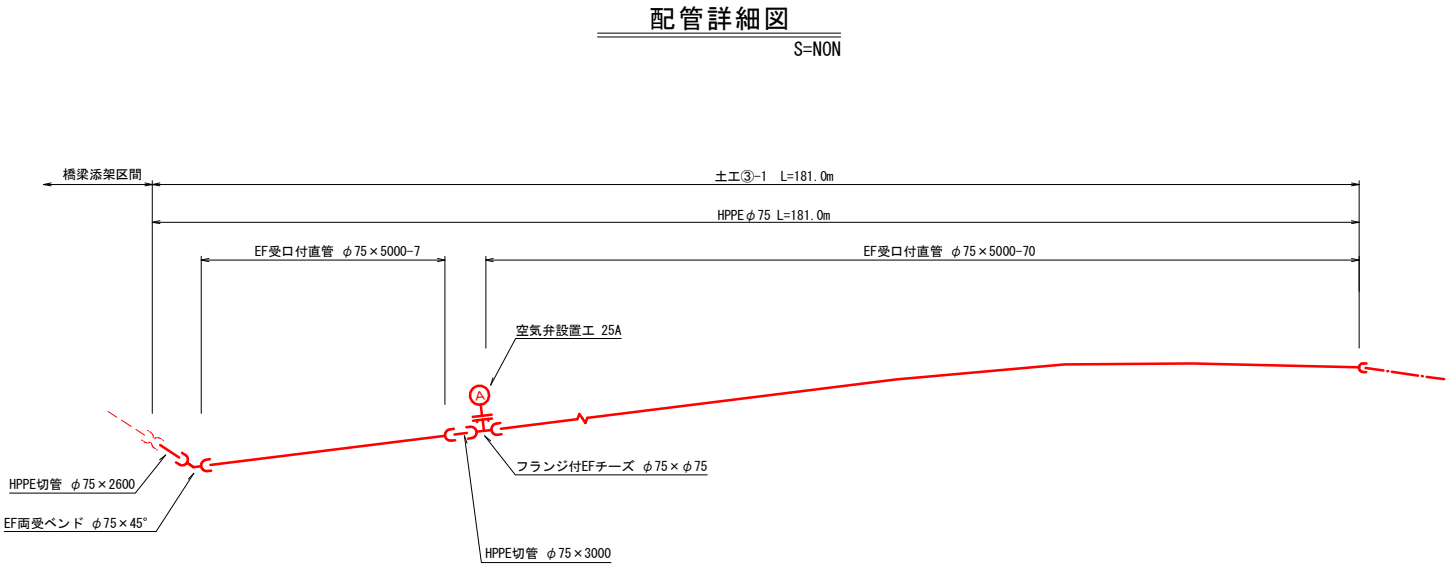 配管詳細図
S=NON
橋梁添架区間
土工③-1 L=181.0m
HPPEφ75 L=181.0m
EF受口付直管 φ75×5000-7
EF受口付直管 φ75×5000-70
空気弁設置工 25A
A
フランジ付EFチーズ φ75×φ75
HPPE切管 φ75×2600
EF両受ベンド φ75×45°
HPPE切管 φ75×3000